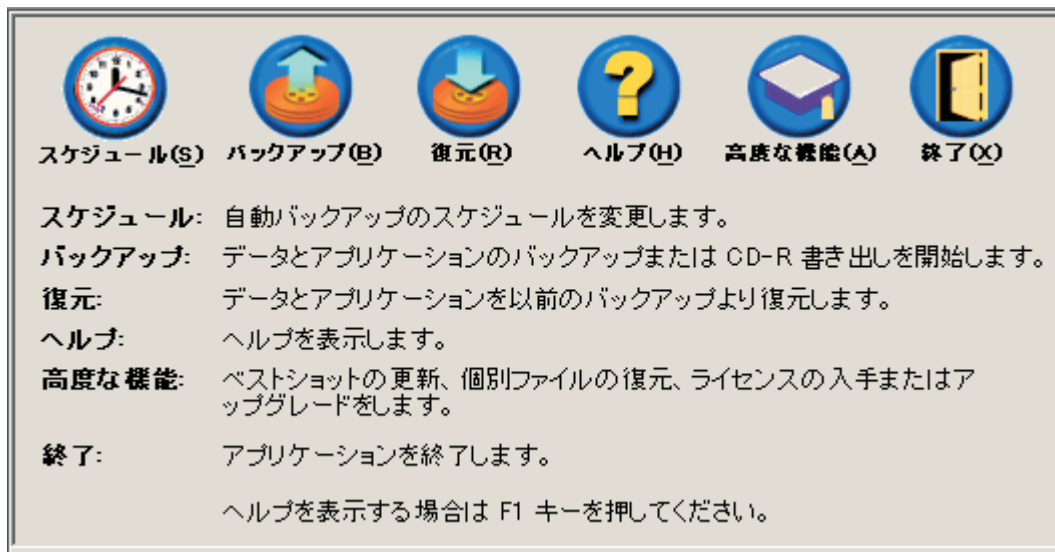 スケジュール(S) バックアップ(B) 復元(R) ヘルプ(H) 高度な機能(A) 終了(X)
スケジュール: 自動バックアップのスケジュールを変更します。
バックアップ: データとアプリケーションのバックアップまたは CD-R 書き出しを開始します。
復元: データとアプリケーションを以前のバックアップより復元します。
ヘルプ: ヘルプを表示します。
高度な機能: ベストショットの更新、個別ファイルの復元、ライセンスの入手またはア
ップグレードをします。
終了: アプリケーションを終了します。
ヘルプを表示する場合は F1 キーを押してください。